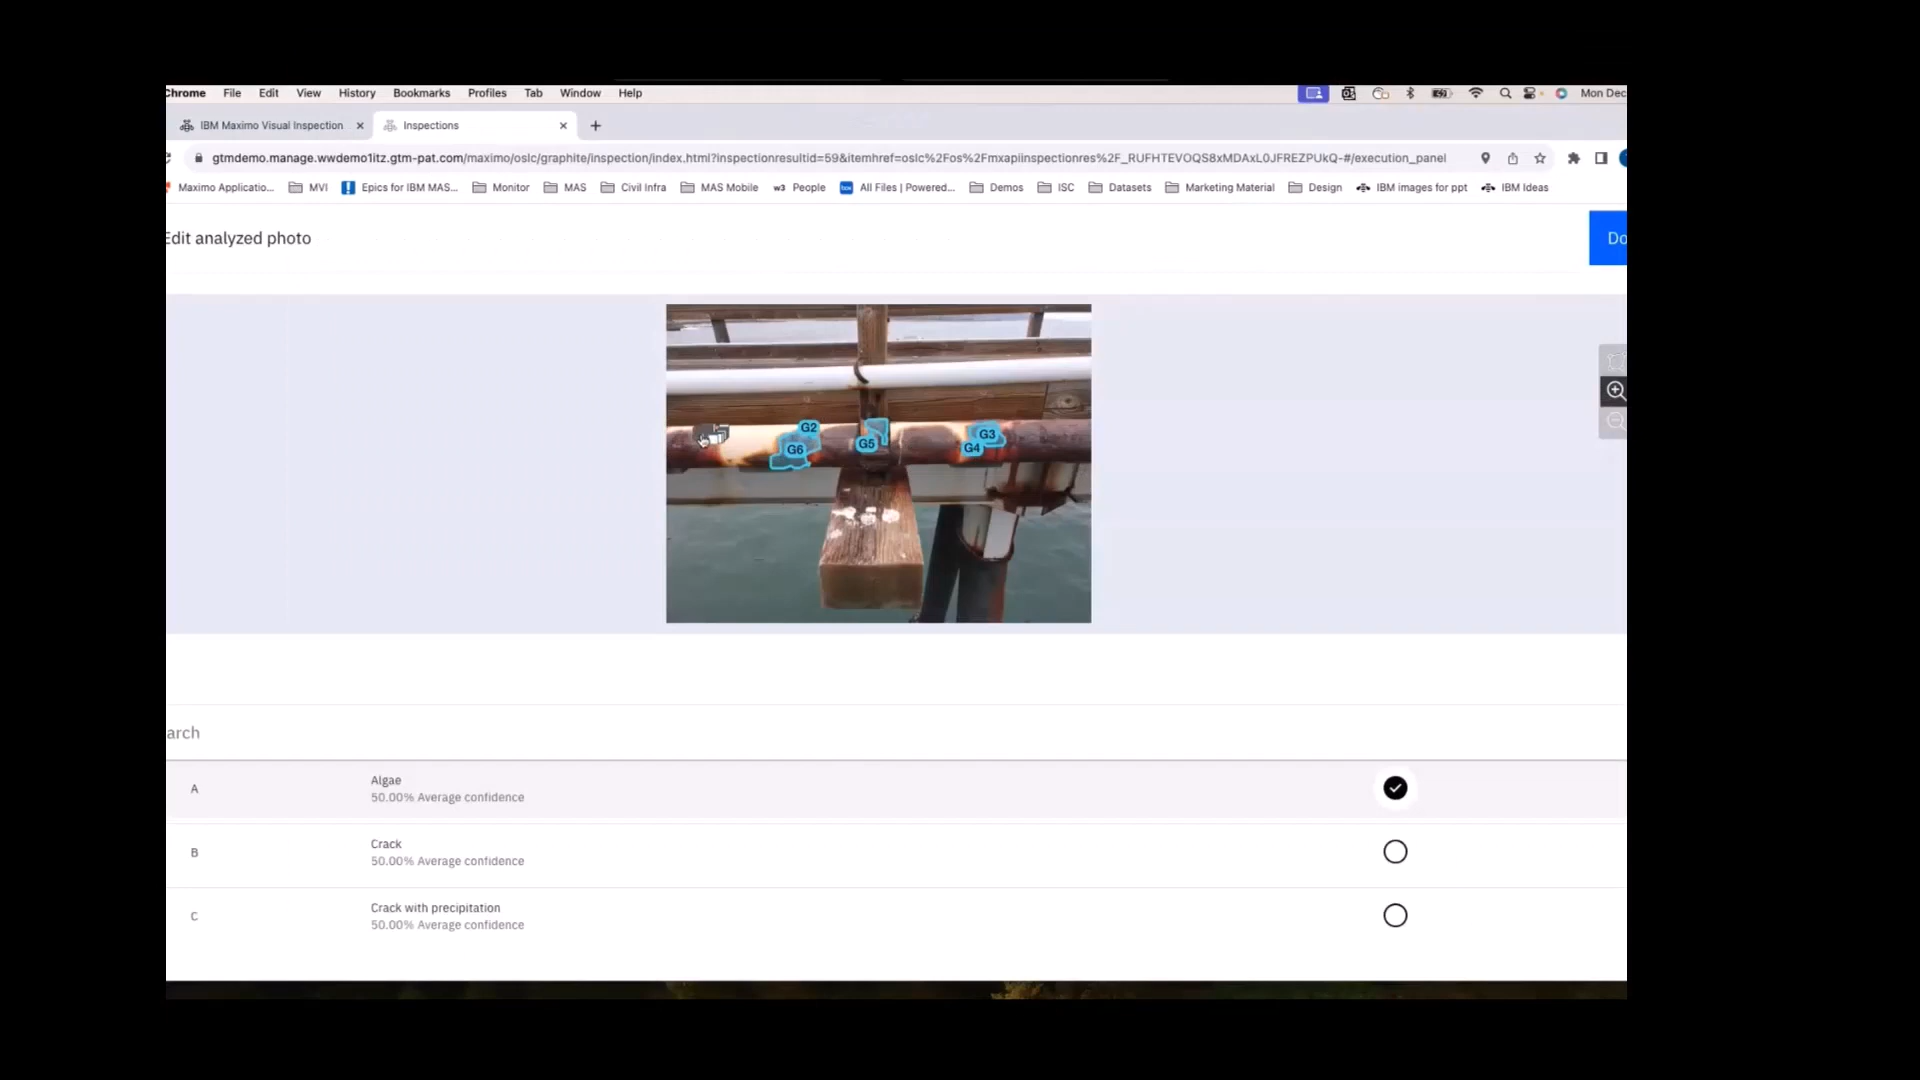 Chrome File Edit View History Bookmarks Profiles Tab Window Help Mon Dec
IBM Maximo Visual Inspection Inspections
gtmdemo.manage.wwdemo1itz.gtm-pat.com/maximo/oslc/graphite/inspection/index.html?inspectionresultid=59&itemhref=oslc%2Fos%2Fmxapiinspectionres%2F_RUFHTEVOQS8xMDAxL0JFREZPUkQ-#/execution_panel
Maximo Applicatio... MVI Epics for IBM MAS... Monitor MAS Civil Infra MAS Mobile w3 People box All Files | Powered... Demos ISC Datasets Marketing Material Design IBM images for ppt IBM Ideas
Edit analyzed photo Do
G2 G3
G6 G5 G4
arch
A Algae
50.00% Average confidence
B Crack
50.00% Average confidence
C Crack with precipitation
50.00% Average confidence